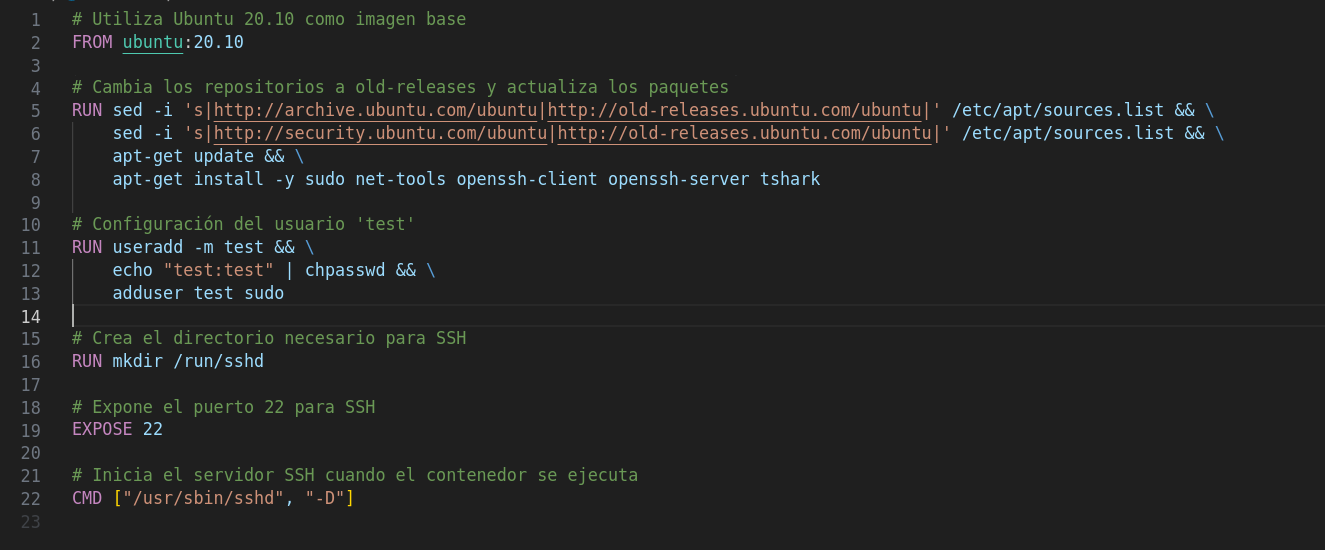 1 # Utiliza Ubuntu 20.10 como imagen base
2 FROM ubuntu:20.10
3
4 # Cambia los repositorios a old-releases y actualiza los paquetes
5 RUN sed -i 's|http://archive.ubuntu.com/ubuntu|http://old-releases.ubuntu.com/ubuntu|' /etc/apt/sources.list && \
6     sed -i 's|http://security.ubuntu.com/ubuntu|http://old-releases.ubuntu.com/ubuntu|' /etc/apt/sources.list && \
7     apt-get update && \
8     apt-get install -y sudo net-tools openssh-client openssh-server tshark
9
10 # Configuración del usuario 'test'
11 RUN useradd -m test && \
12     echo "test:test" | chpasswd && \
13     adduser test sudo
14
15 # Crea el directorio necesario para SSH
16 RUN mkdir /run/sshd
17
18 # Expone el puerto 22 para SSH
19 EXPOSE 22
20
21 # Inicia el servidor SSH cuando el contenedor se ejecuta
22 CMD ["/usr/sbin/sshd", "-D"]
23